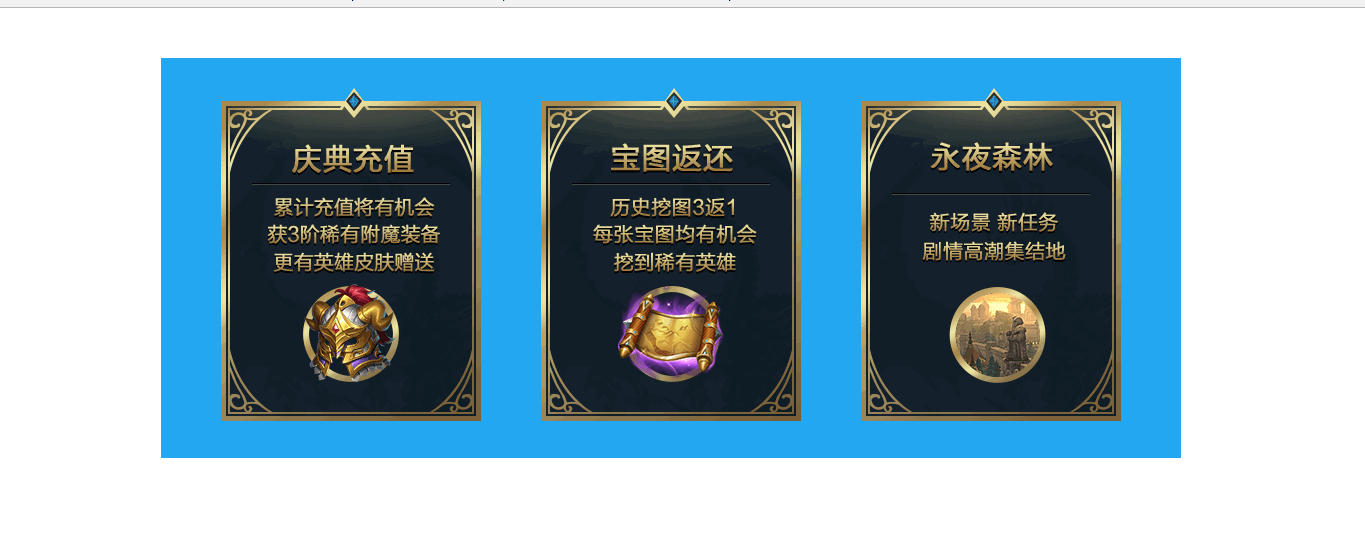 庆典充值
累计充值将有机会
获3阶稀有附魔装备
更有英雄皮肤赠送
宝图返还
历史挖图3返1
每张宝图均有机会
挖到稀有英雄
永夜森林
新场景 新任务
剧情高潮集结地